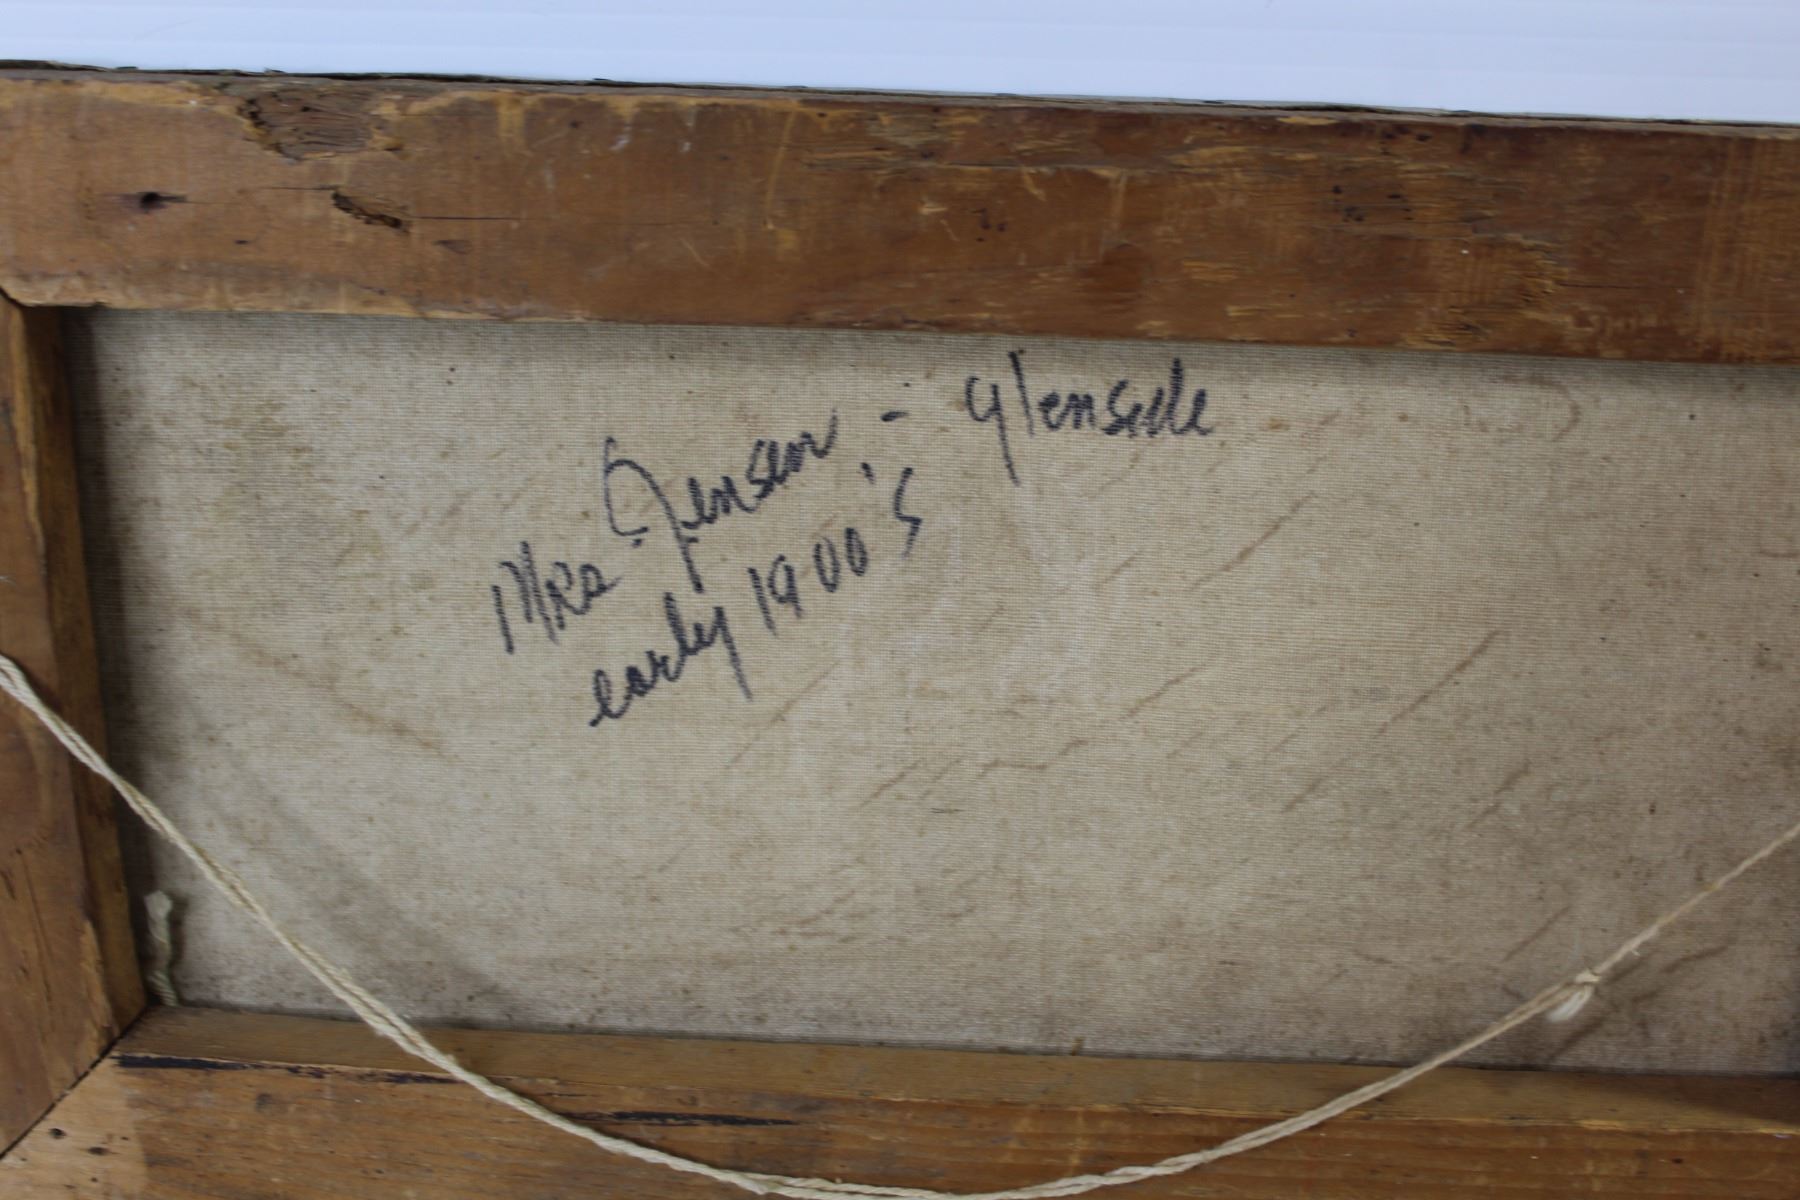 Mrs Jensen - Glenside
early 1900's